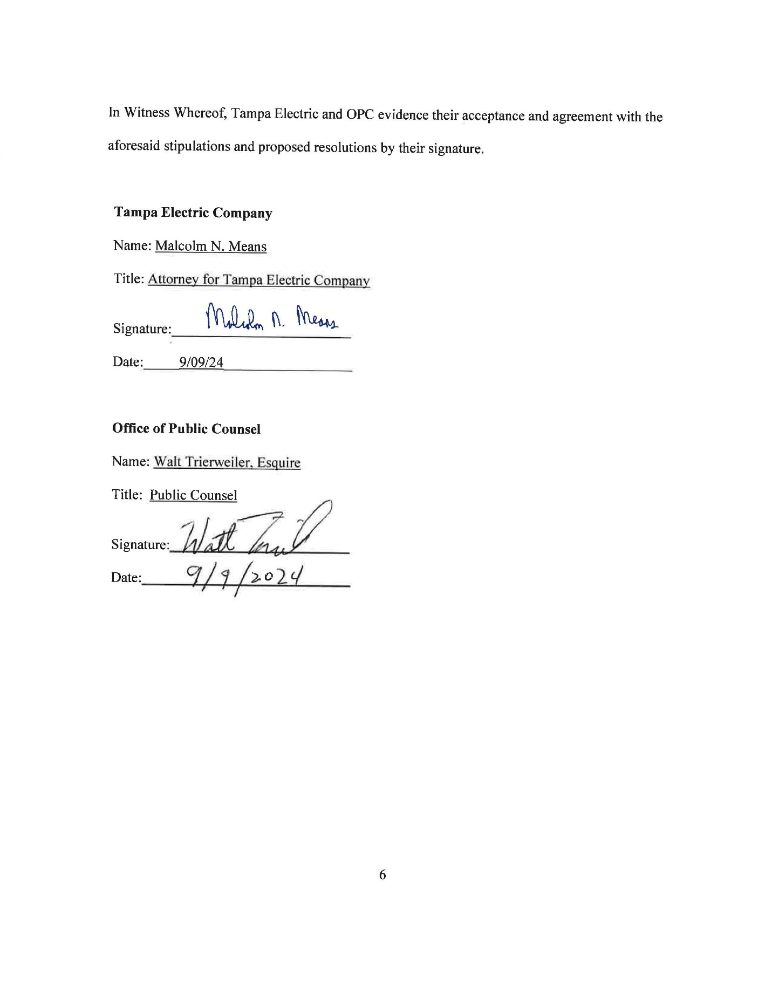 In Witness Whereof, Tampa Electric and OPC evidence their acceptance and agreement with the
aforesaid stipulations and proposed resolutions by their signature.
Tampa Electric Company
Name: Malcolm N. Means
Title: Attorney for Tampa Electric Company
Signature: Malcolm N. Means
Date: 9/09/24
Office of Public Counsel
Name: Walt Trierweiler, Esquire
Title: Public Counsel
Signature: Walt
Date: 9/9/2024
6